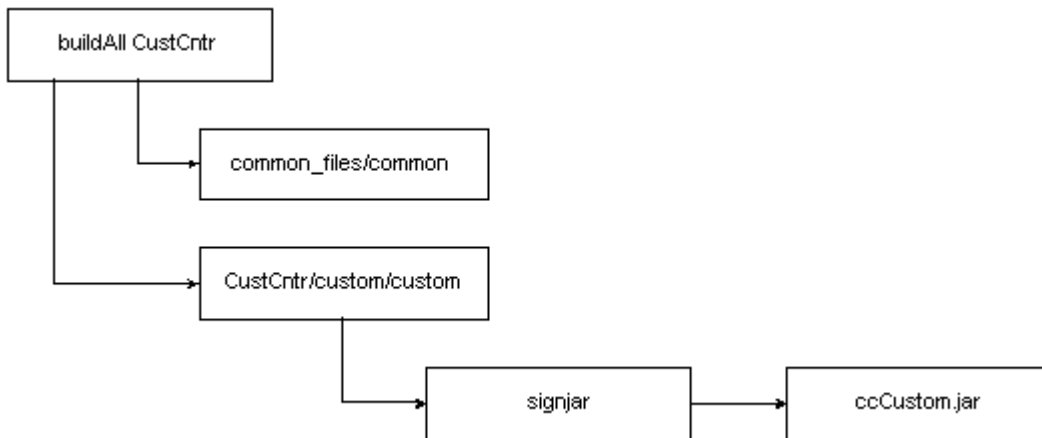 buildAll CustCntr
common_files/common
CustCntr/custom/custom
signjar
ccCustom.jar